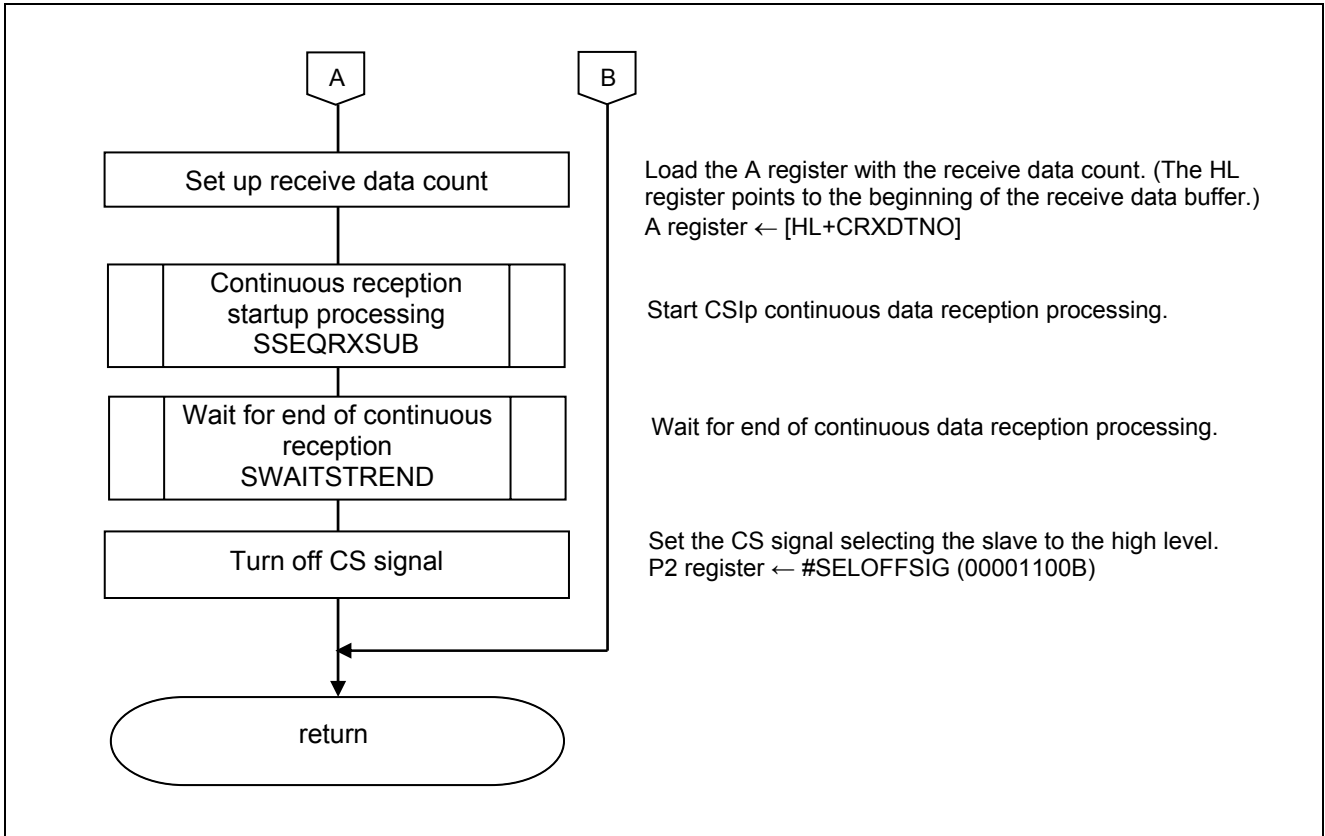 A
B
Set up receive data count
Load the A register with the receive data count. (The HL
register points to the beginning of the receive data buffer.)
A register ← [HL+CRXDTNO]
Continuous reception
startup processing
SSEQRXSUB
Start CSIp continuous data reception processing.
Wait for end of continuous
reception
SWAITSTREND
Wait for end of continuous data reception processing.
Turn off CS signal
Set the CS signal selecting the slave to the high level.
P2 register ← #SELOFFSIG (00001100B)
return